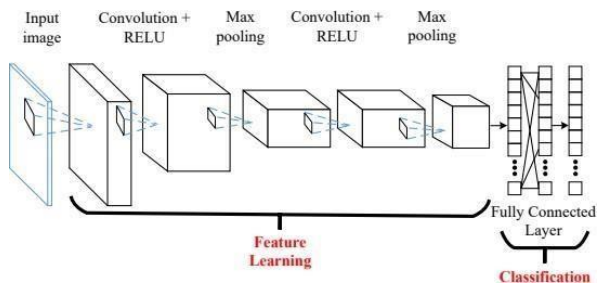 Input
image
Convolution +
RELU
Max
pooling
Convolution +
RELU
Max
pooling
Fully Connected
Layer
Feature
Learning
Classification